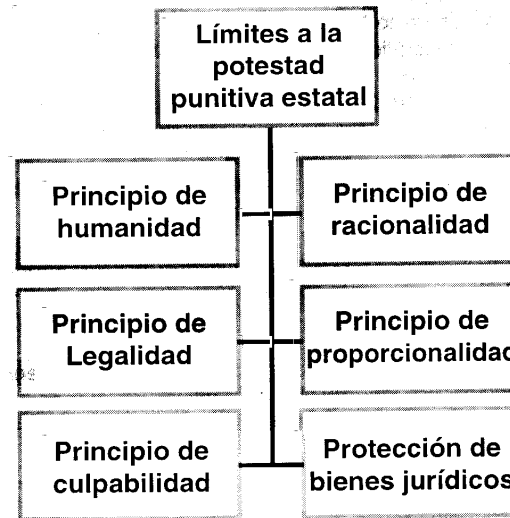 Límites a la
potestad
punitiva estatal
Principio de
humanidad
Principio de
racionalidad
Principio de
Legalidad
Principio de
proporcionalidad
Principio de
culpabilidad
Protección de
bienes jurídicos